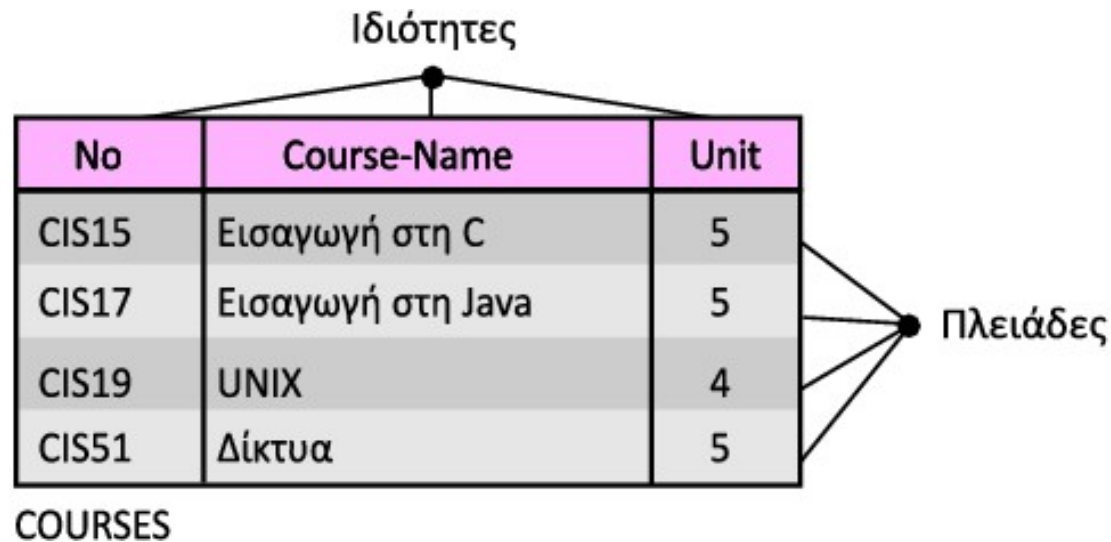 Ιδιότητες
No Course-Name Unit
CIS15 Εισαγωγή στη C 5
CIS17 Εισαγωγή στη Java 5
Πλειάδες
CIS19 UNIX 4
CIS51 Δίκτυα 5
COURSES